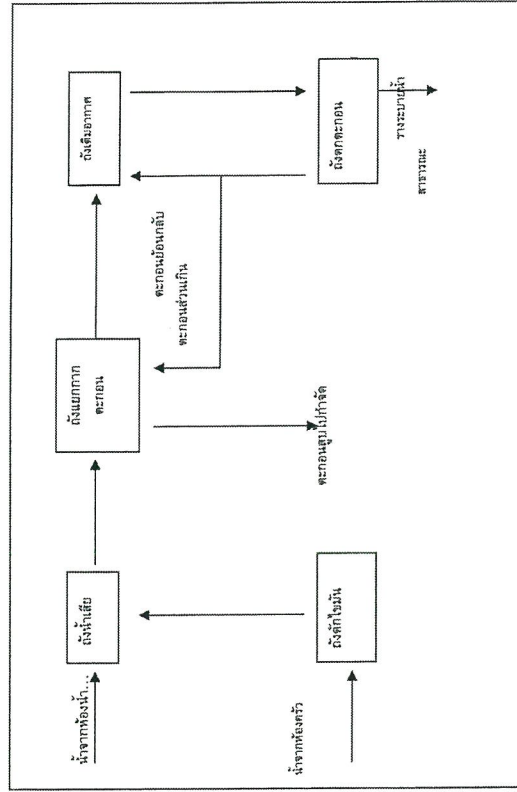 น้ำจากห้องน้ำ...
ถังน้ำเสีย
ถังแยกกาก
ตะกอน
ถังเติมอากาศ
ตะกอนย้อนกลับ
ตะกอนส่วนเกิน
น้ำจากห้องครัว
ถังดักไขมัน
ตะกอนสูบไปกำจัด
ถังตกตะกอน
รางระบายน้ำ
สาธารณะ